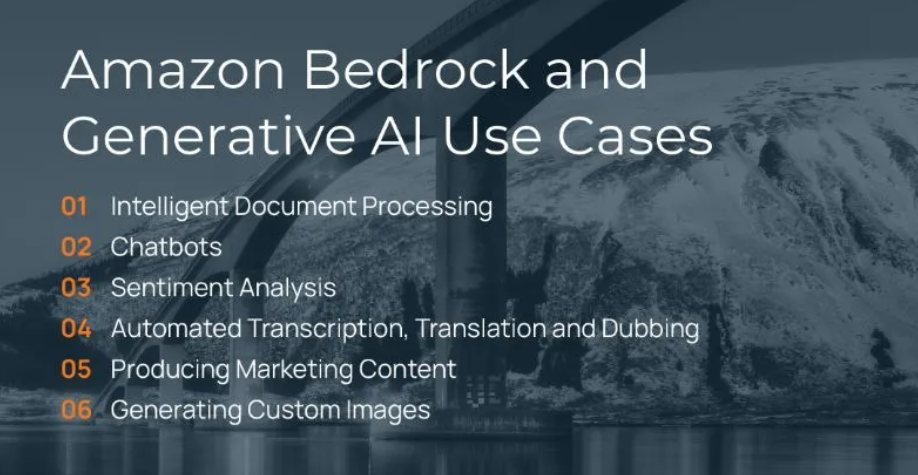 Amazon Bedrock and
Generative AI Use Cases
01 Intelligent Document Processing
02 Chatbots
03 Sentiment Analysis
04 Automated Transcription, Translation and Dubbing
05 Producing Marketing Content
06 Generating Custom Images